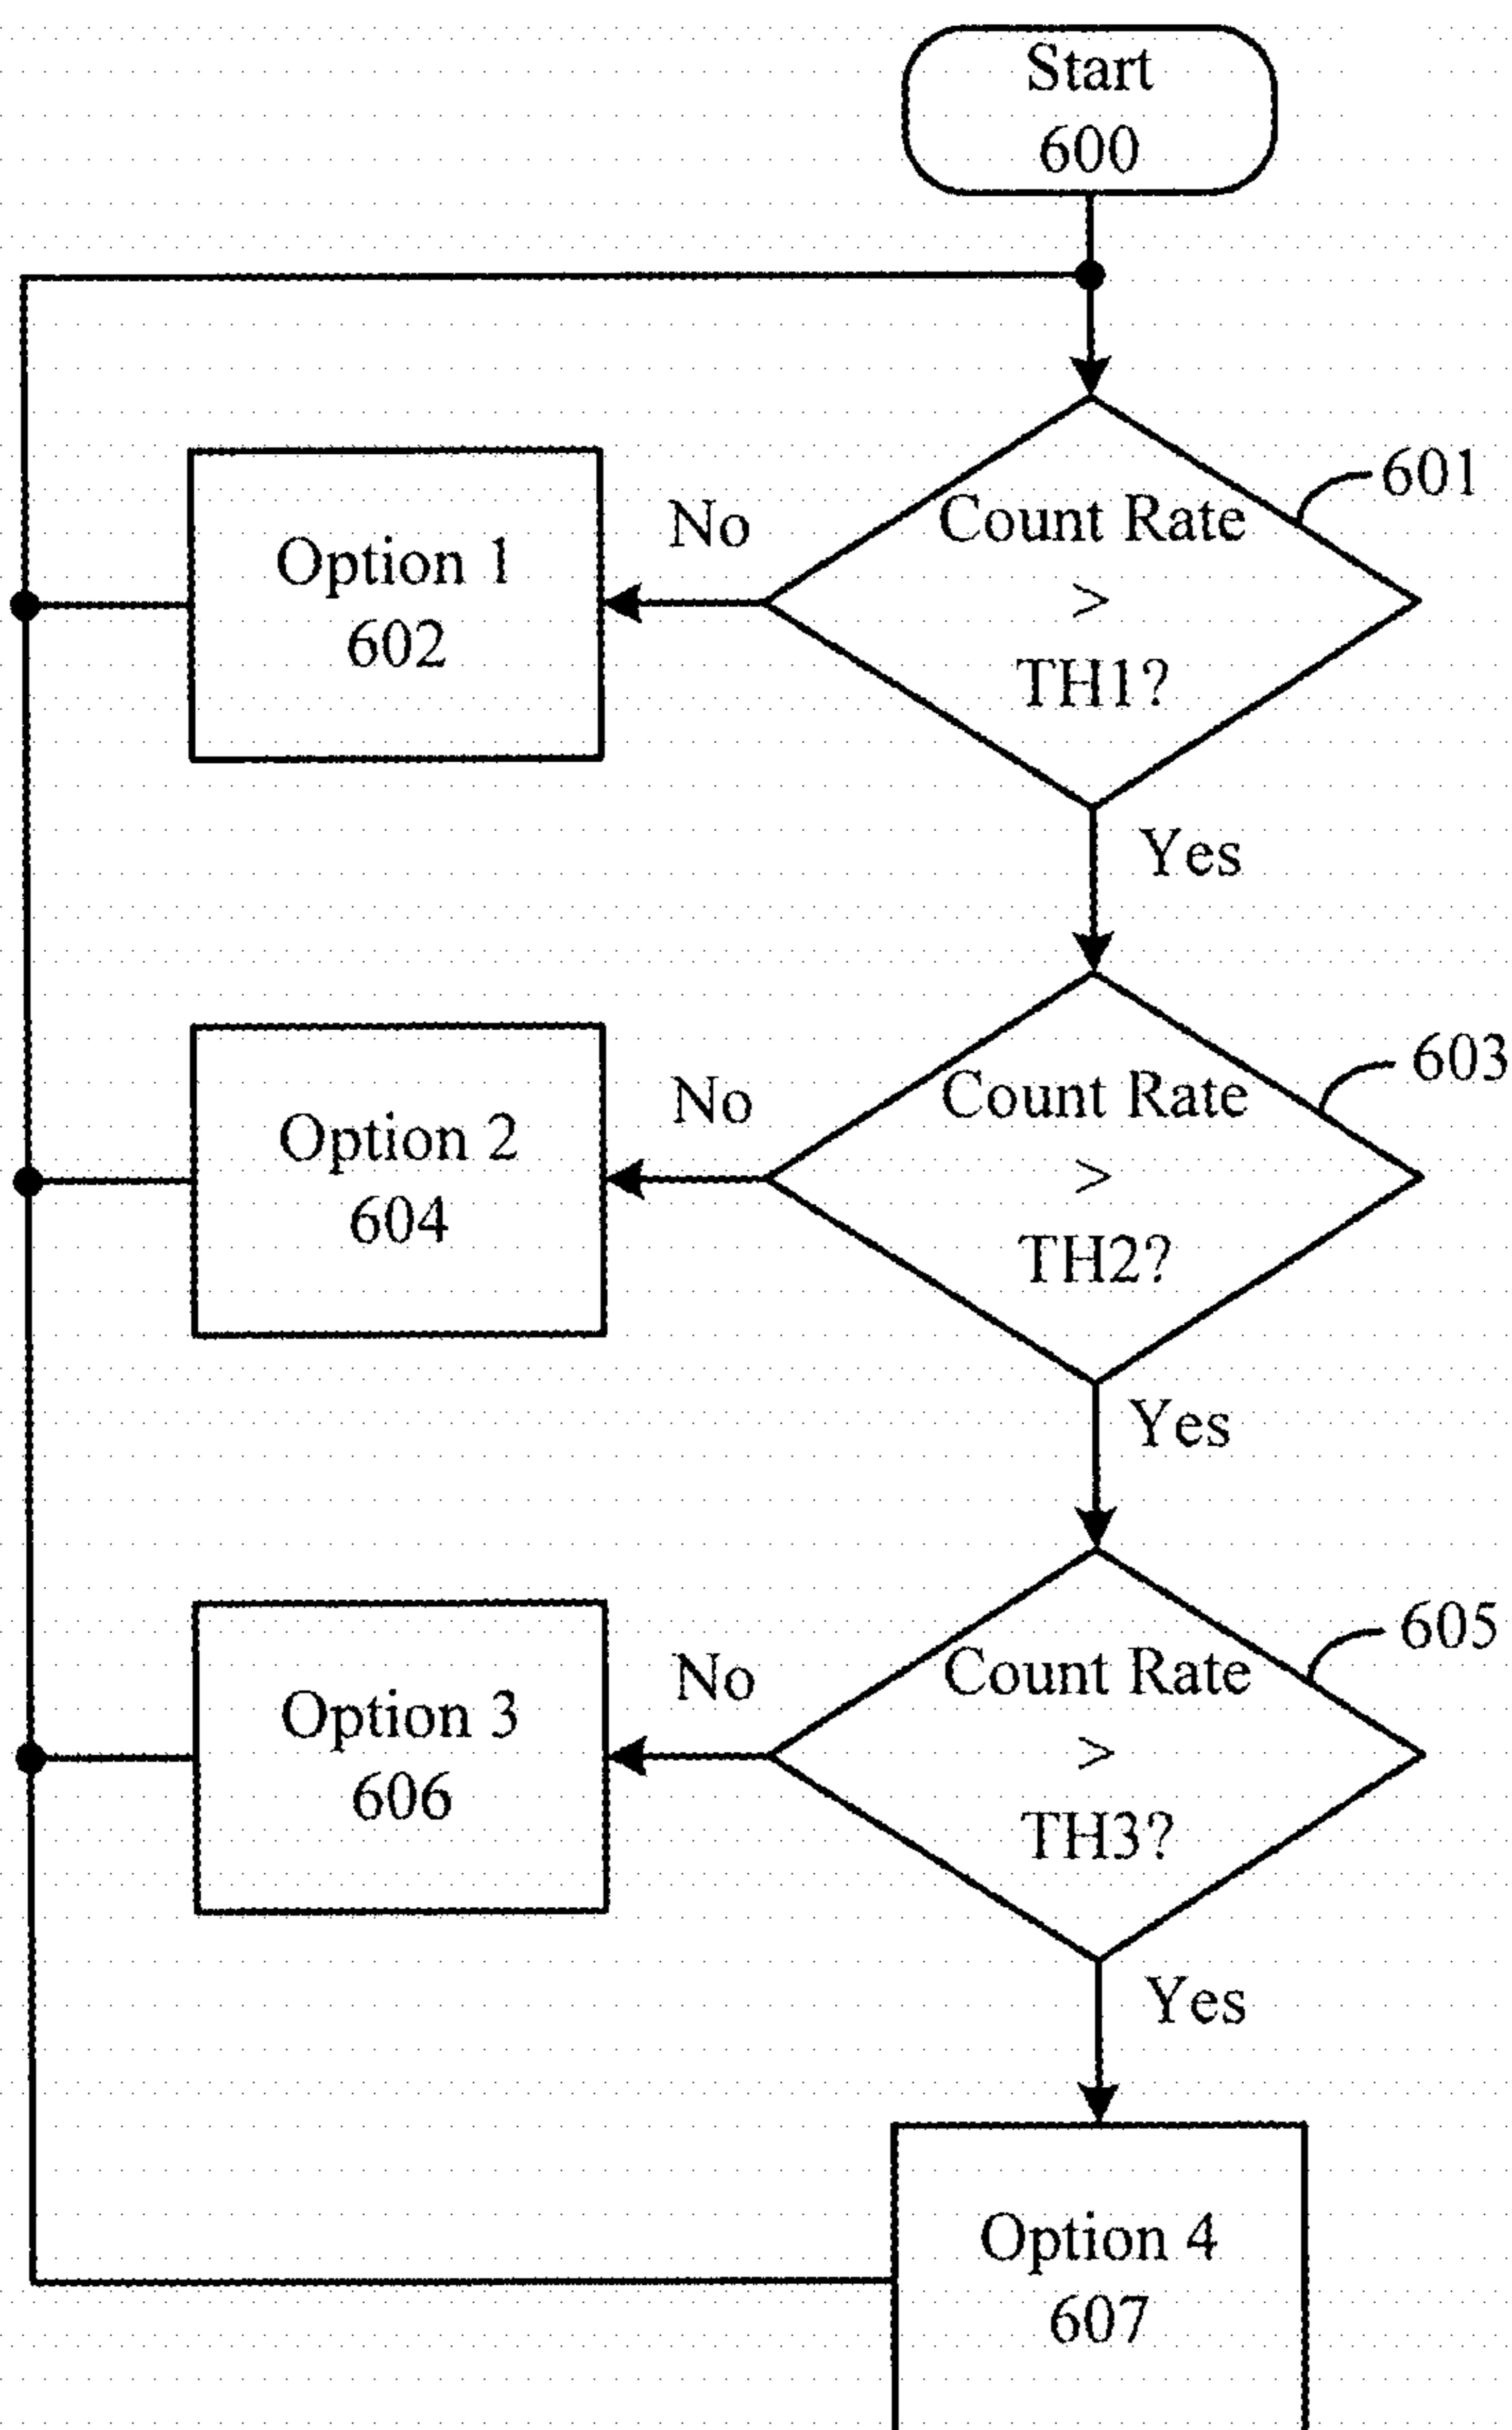 Start
600
601
Count Rate
>
TH1?
No
Option 1
602
Yes
603
Count Rate
>
TH2?
No
Option 2
604
Yes
605
Count Rate
>
TH3?
No
Option 3
606
Yes
Option 4
607